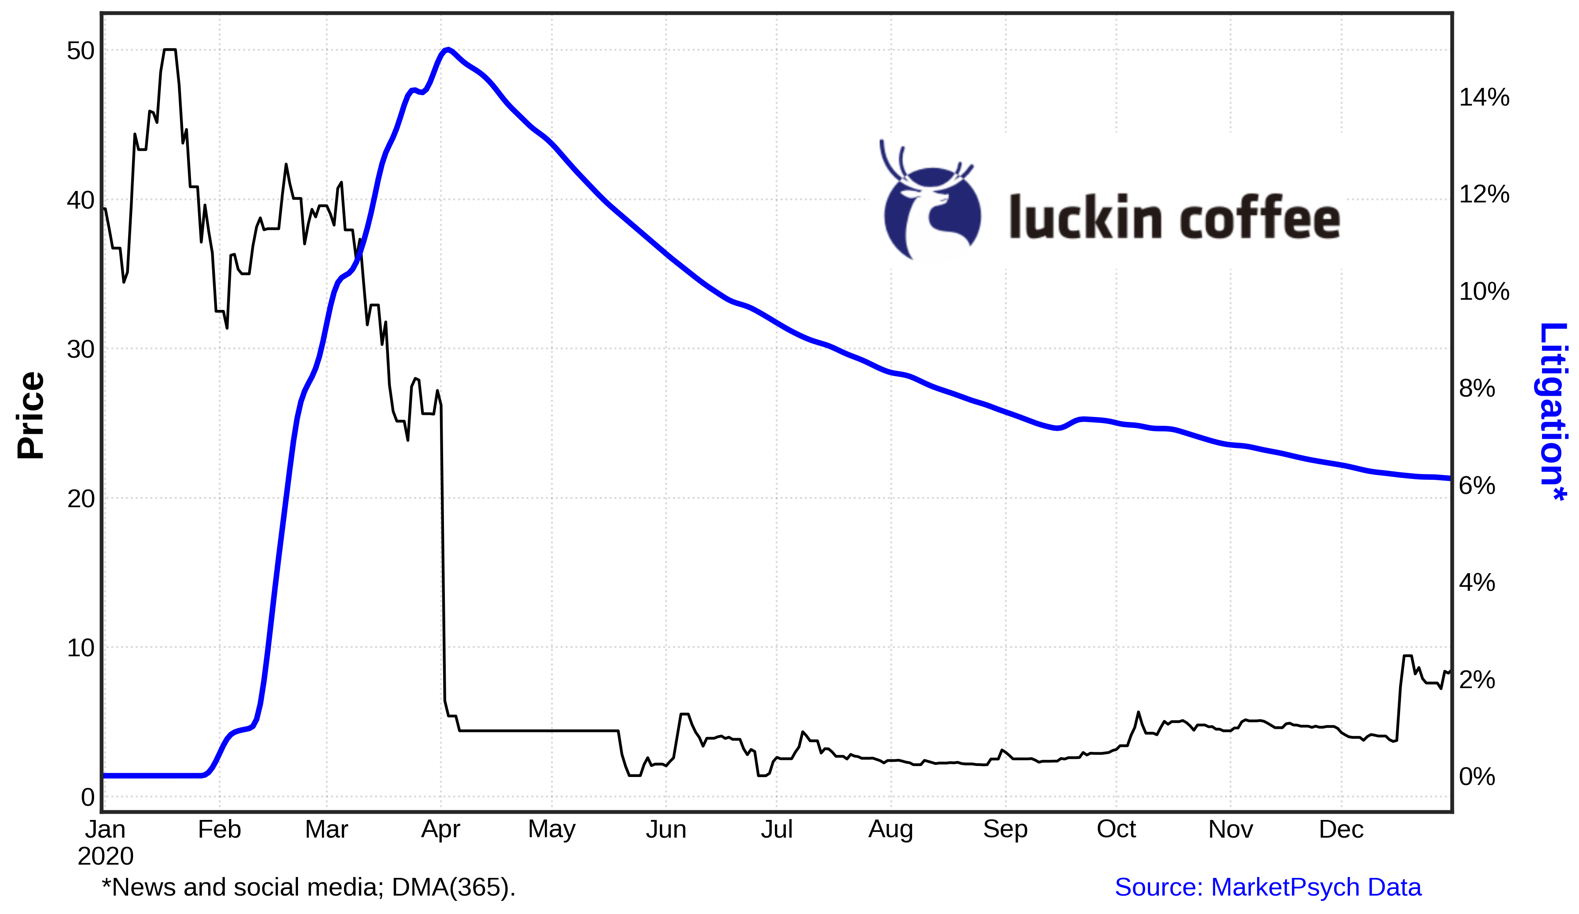 50
40
30
20
10
0
Price
14%
12%
10%
8%
6%
4%
2%
0%
Litigation*
luckin coffee
Jan Feb Mar Apr May Jun Jul Aug Sep Oct Nov Dec
2020
*News and social media; DMA(365).
Source: MarketPsych Data